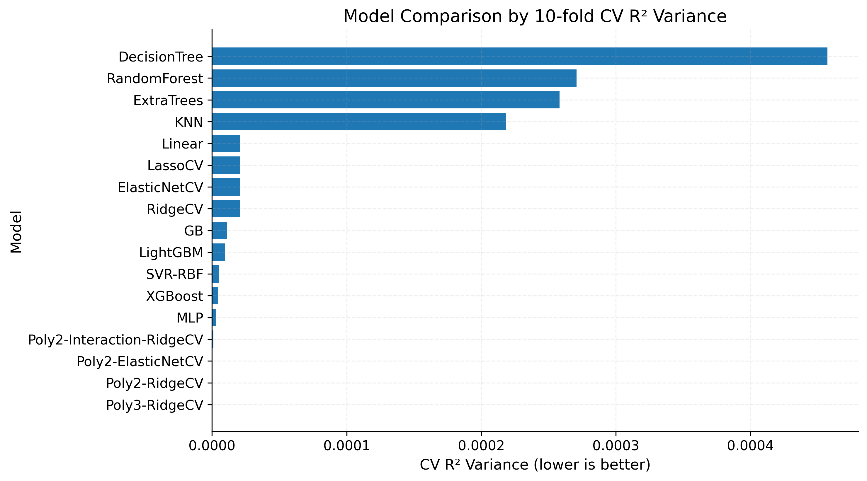 Model Comparison by 10-fold CV R² Variance
DecisionTree
RandomForest
ExtraTrees
KNN
Linear
LassoCV
ElasticNetCV
RidgeCV
GB
LightGBM
SVR-RBF
XGBoost
MLP
Poly2-Interaction-RidgeCV
Poly2-ElasticNetCV
Poly2-RidgeCV
Poly3-RidgeCV
Model
0.0000 0.0001 0.0002 0.0003 0.0004
CV R² Variance (lower is better)